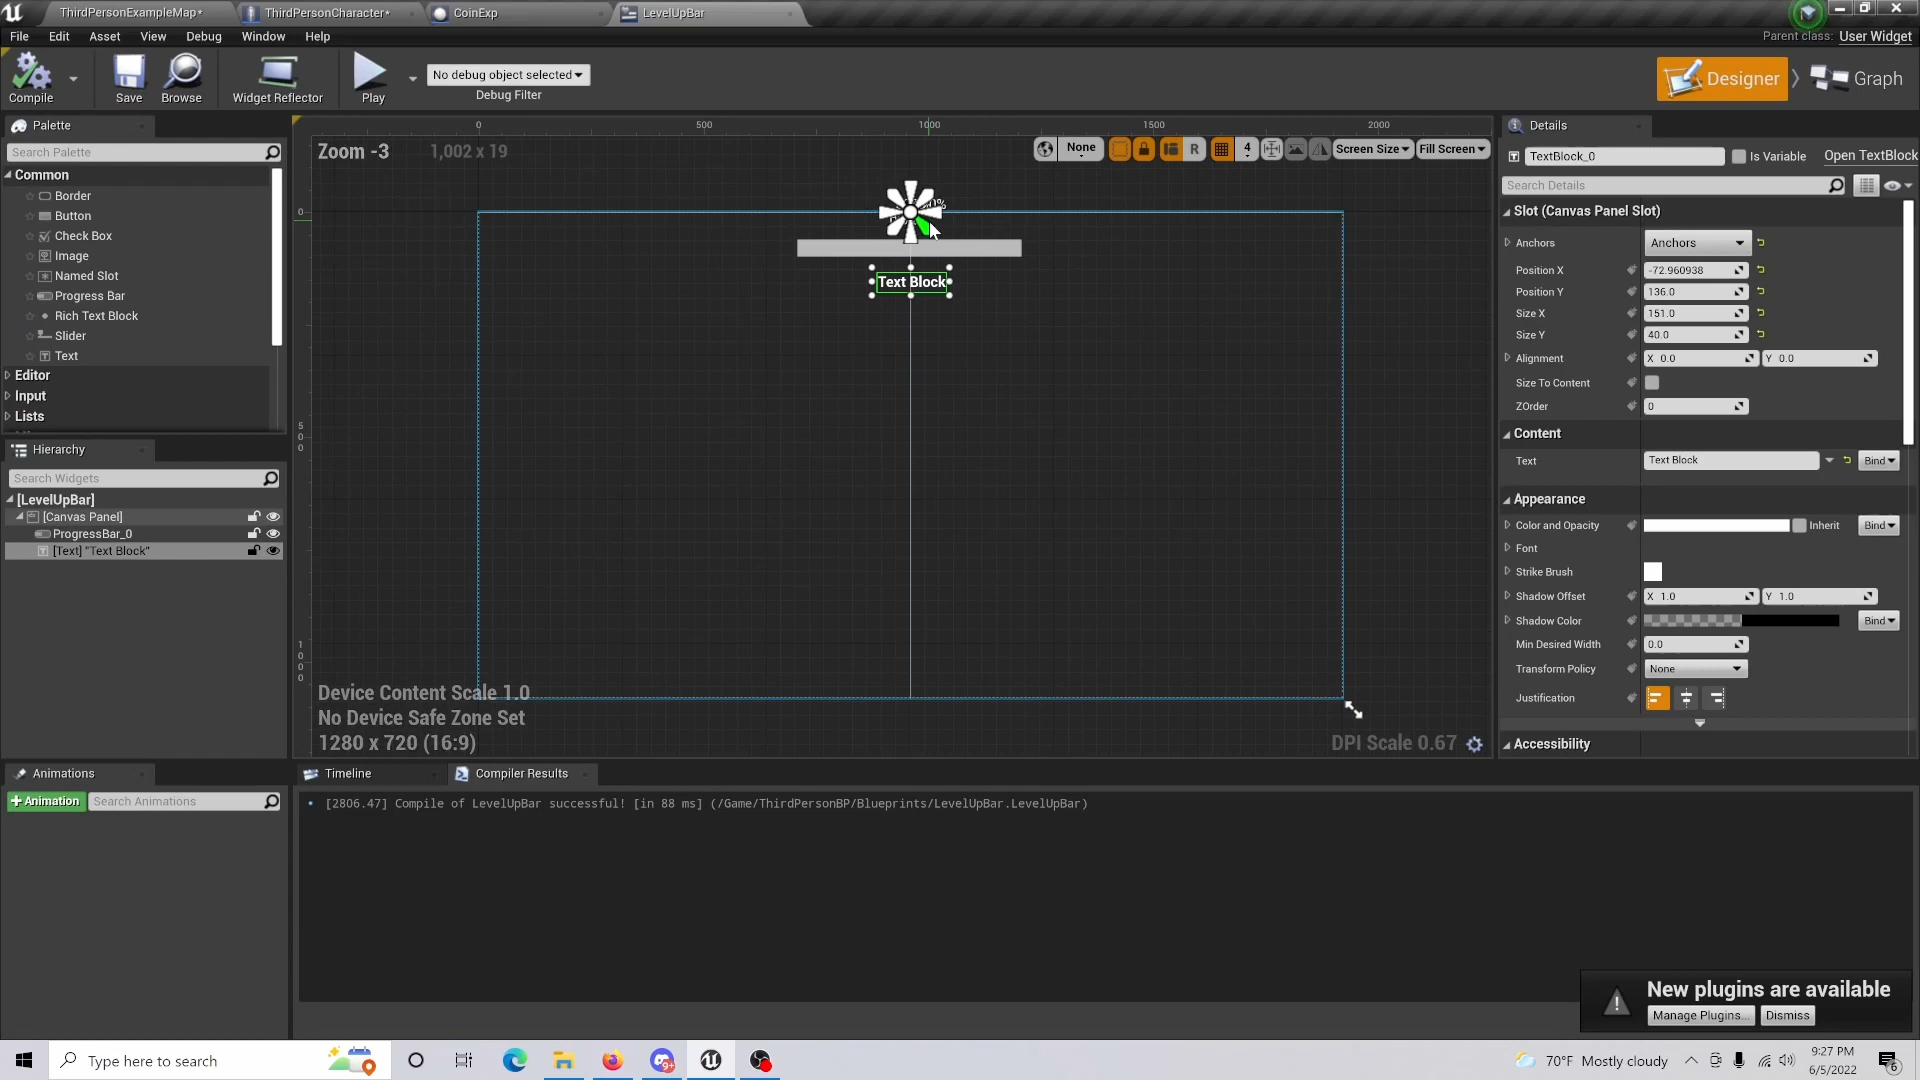 ThirdPersonExampleMap*
ThirdPersonCharacter*
CoinExp
LevelUpBar
File Edit Asset View Debug Window Help
Parent class: User Widget
Compile
Save
Browse
Widget Reflector
Play
No debug object selected
Debug Filter
Designer
Graph
Palette
Search Palette
Common
Border
Button
Check Box
Image
Named Slot
Progress Bar
Rich Text Block
Slider
Text
Editor
Input
Lists
Hierarchy
Search Widgets
[LevelUpBar]
[Canvas Panel]
ProgressBar_0
[Text] "Text Block"
Animations
+Animation
Search Animations
0 500 1000 1500 2000
Zoom -3
1,002 x 19
None
R
4
Screen Size
Fill Screen
0
500
1000
Text Block
Device Content Scale 1.0
No Device Safe Zone Set
1280 x 720 (16:9)
DPI Scale 0.67
Timeline
Compiler Results
[2806.47] Compile of LevelUpBar successful! [in 88 ms] (/Game/ThirdPersonBP/Blueprints/LevelUpBar.LevelUpBar)
Details
TextBlock_0
Is Variable
Open TextBlock
Search Details
Slot (Canvas Panel Slot)
Anchors Anchors
Position X -72.960938
Position Y 136.0
Size X 151.0
Size Y 40.0
Alignment X 0.0 Y 0.0
Size To Content
ZOrder 0
Content
Text Text Block Bind
Appearance
Color and Opacity Inherit Bind
Font
Strike Brush
Shadow Offset X 1.0 Y 1.0
Shadow Color Bind
Min Desired Width 0.0
Transform Policy None
Justification
Accessibility
New plugins are available
Manage Plugins... Dismiss
Type here to search
9+
70°F Mostly cloudy
9:27 PM
6/5/2022
6